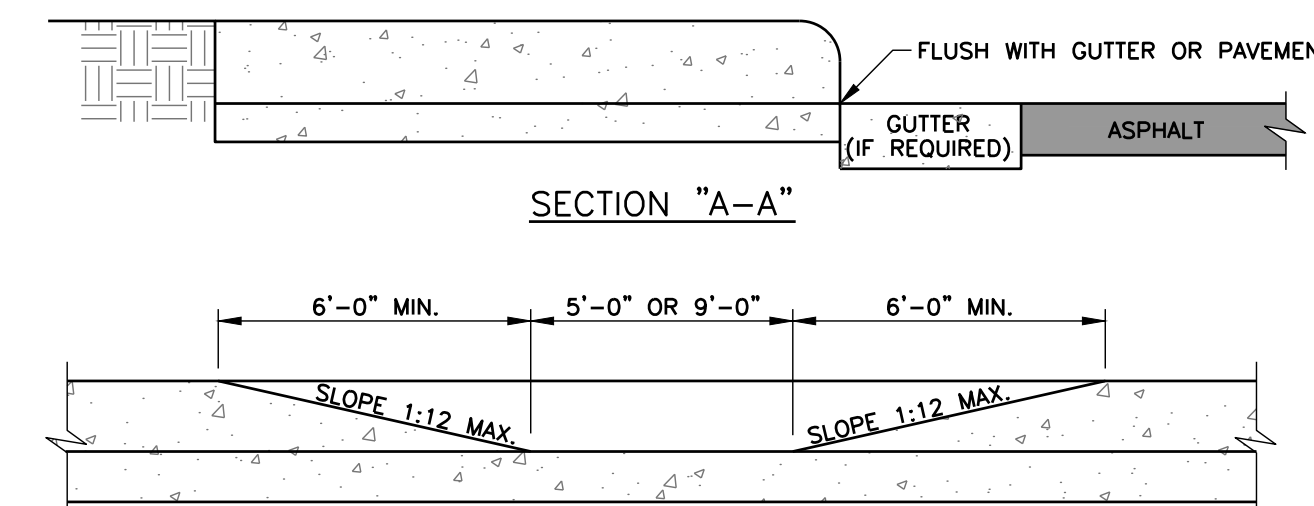 FLUSH WITH GUTTER OR PAVEMEN
GUTTER
(IF REQUIRED)
ASPHALT
SECTION "A-A"
6'-0" MIN.
5'-0" OR 9'-0"
6'-0" MIN.
SLOPE 1:12 MAX.
SLOPE 1:12 MAX.